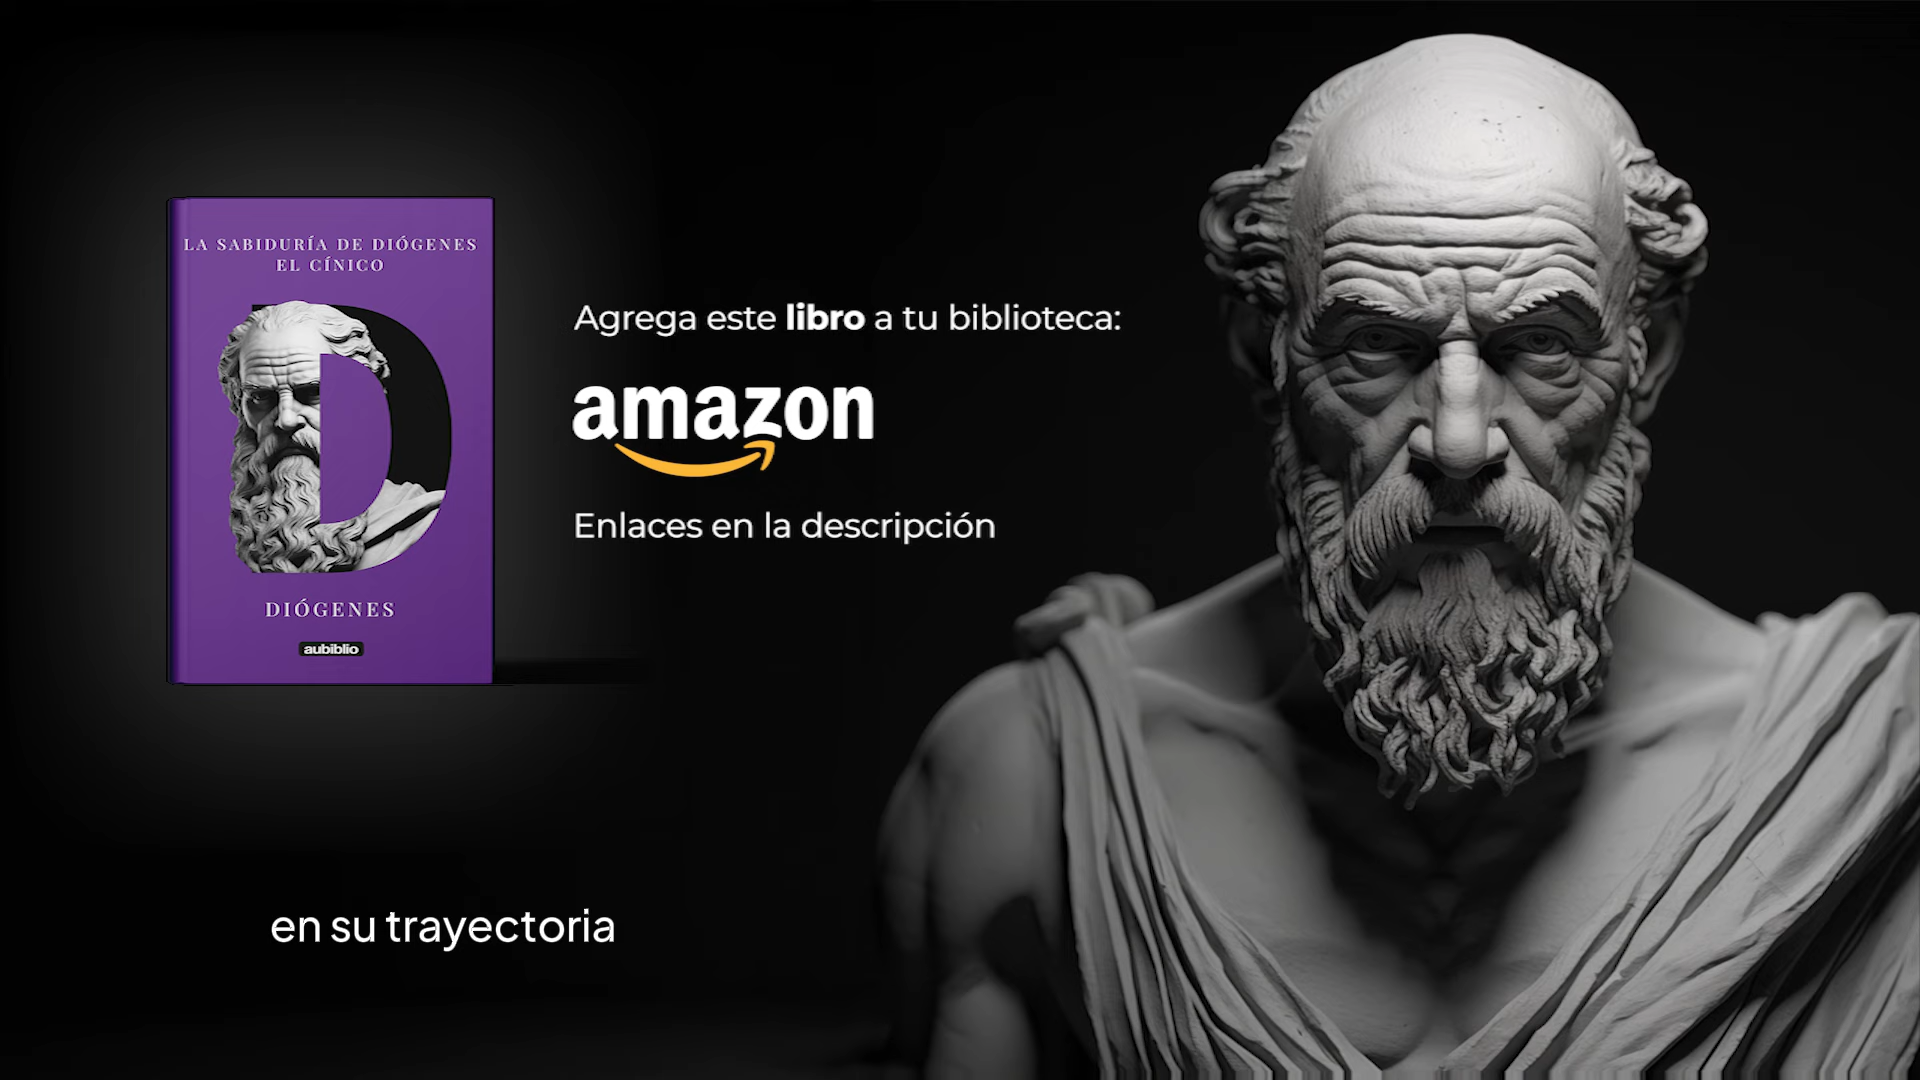 LA SABIDURÍA DE DIÓGENES
EL CÍNICO
D
DIÓGENES
aubiblio
Agrega este libro a tu biblioteca:
amazon
Enlaces en la descripción
en su trayectoria